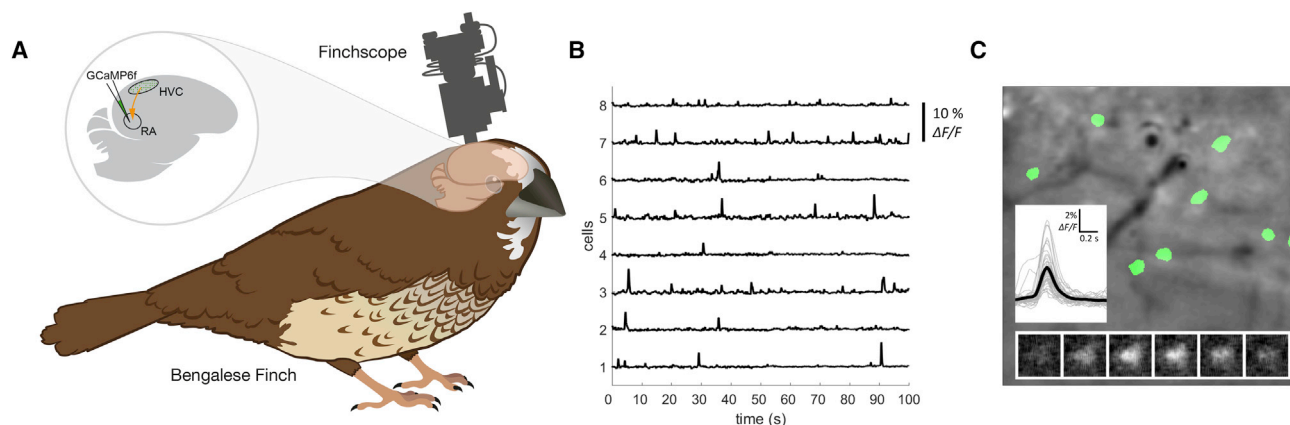 A
Finchscope
GCaMP6f
HVC
RA
Bengalese Finch
B
8
7
6
5
4
3
2
1
cells
0 10 20 30 40 50 60 70 80 90 100
time (s)
10 %
ΔF/F
C
2%
ΔF/F
0.2 s